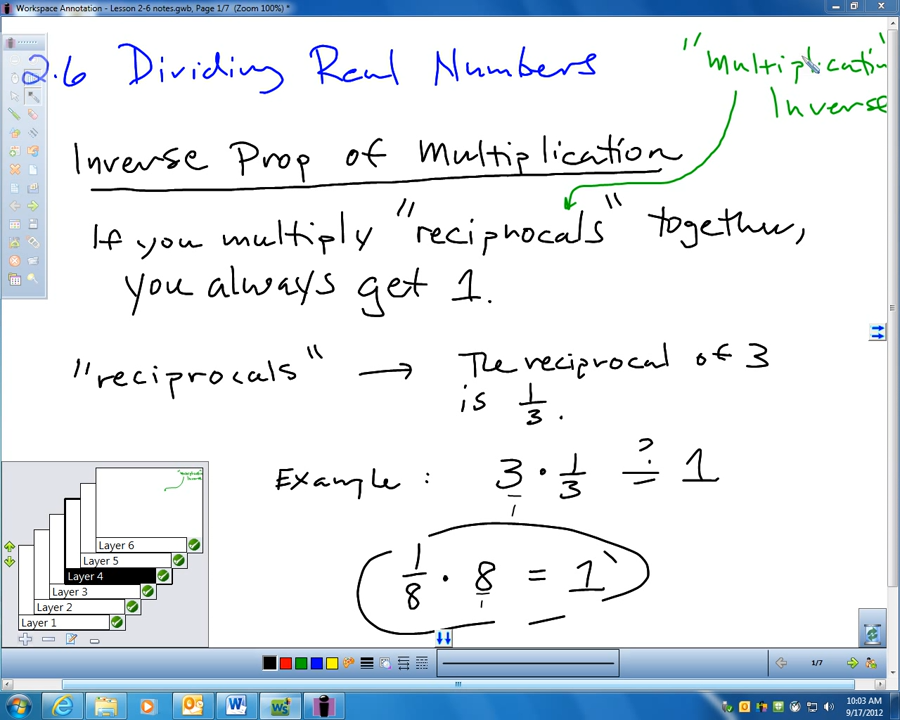 Workspace Annotation - Lesson 2-6 notes.gwb, Page 1/7 (Zoom 100%) *
2.6 Dividing Real Numbers
"Multiplication
Inverse
Inverse Prop of Multiplication
If you multiply "reciprocals" together,
you always get 1.
"reciprocals" → The reciprocal of 3
is 1/3.
Example : 3 · 1/3 ≟ 1
1/8 · 8 = 1
Layer 6
Layer 5
Layer 4
Layer 3
Layer 2
Layer 1
1/7
10:03 AM
9/17/2012